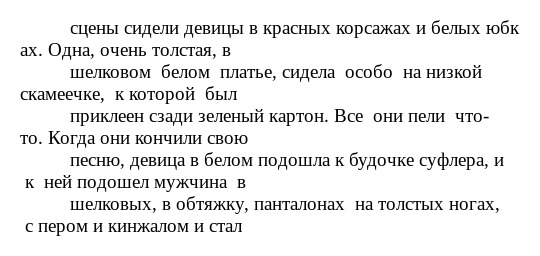 сцены сидели девицы в красных корсажах и белых юбк
ах. Одна, очень толстая, в
шелковом белом платье, сидела особо на низкой
скамеечке, к которой был
приклеен сзади зеленый картон. Все они пели что-
то. Когда они кончили свою
песню, девица в белом подошла к будочке суфлера, и
к ней подошел мужчина в
шелковых, в обтяжку, панталонах на толстых ногах,
с пером и кинжалом и стал